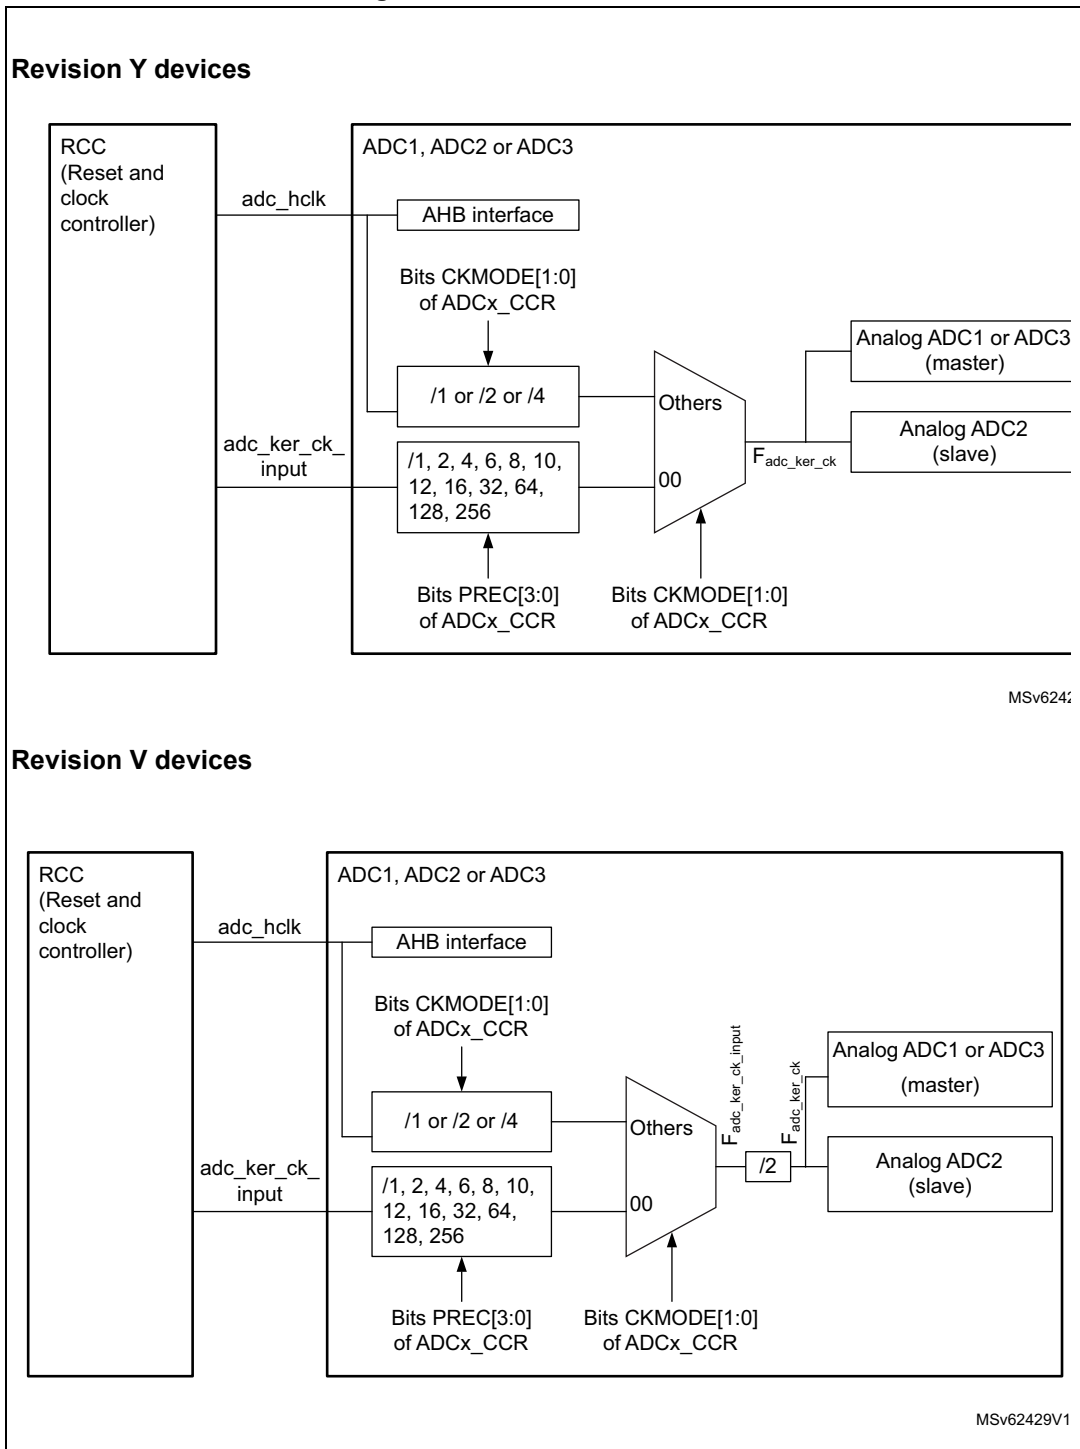 Revision Y devices
RCC
(Reset and
clock
controller)
adc_hclk
adc_ker_ck_
input
ADC1, ADC2 or ADC3
AHB interface
Bits CKMODE[1:0]
of ADCx_CCR
/1 or /2 or /4
/1, 2, 4, 6, 8, 10,
12, 16, 32, 64,
128, 256
Bits PREC[3:0]
of ADCx_CCR
Others
00
Bits CKMODE[1:0]
of ADCx_CCR
Fadc_ker_ck
Analog ADC1 or ADC3
(master)
Analog ADC2
(slave)
MSv6242
Revision V devices
RCC
(Reset and
clock
controller)
adc_hclk
adc_ker_ck_
input
ADC1, ADC2 or ADC3
AHB interface
Bits CKMODE[1:0]
of ADCx_CCR
/1 or /2 or /4
/1, 2, 4, 6, 8, 10,
12, 16, 32, 64,
128, 256
Bits PREC[3:0]
of ADCx_CCR
Others
00
Bits CKMODE[1:0]
of ADCx_CCR
Fadc_ker_ck_input
/2
Fadc_ker_ck
Analog ADC1 or ADC3
(master)
Analog ADC2
(slave)
MSv62429V1